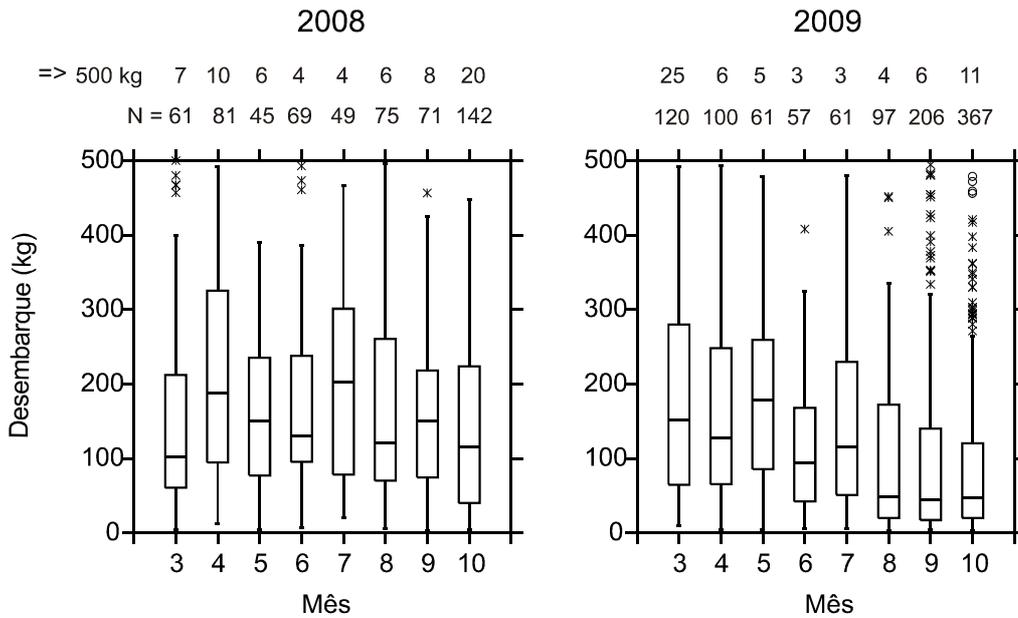 2008 2009
=> 500 kg 7 10 6 4 4 6 8 20 25 6 5 3 3 4 6 11
N = 61 81 45 69 49 75 71 142 120 100 61 57 61 97 206 367
500 500
400 400
300 300
200 200
100 100
0 0
Desembarque (kg)
3 4 5 6 7 8 9 10 3 4 5 6 7 8 9 10
Mês Mês